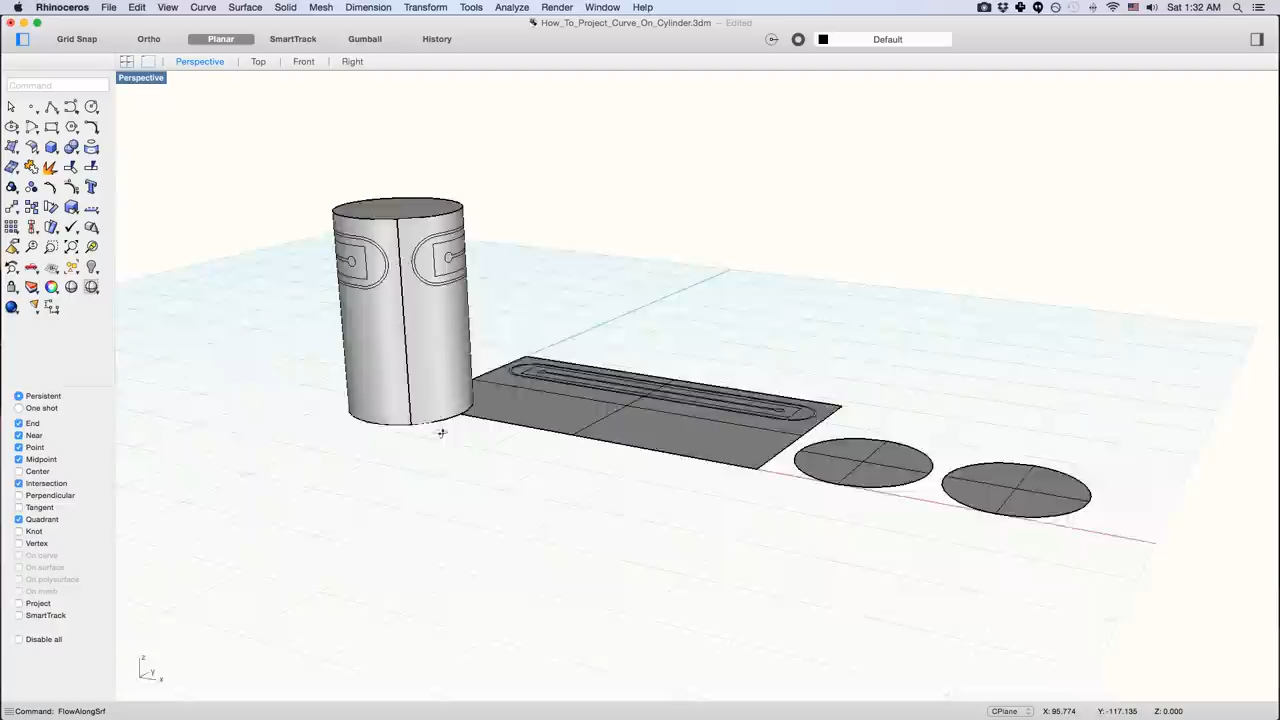 Rhinoceros File Edit View Curve Surface Solid Mesh Dimension Transform Tools Analyze Render Window Help Sat 1:32 AM
How_To_Project_Curve_On_Cylinder.3dm — Edited
Grid Snap Ortho Planar SmartTrack Gumball History Default
Perspective Top Front Right
Perspective
Command
Persistent
One shot
End
Near
Point
Midpoint
Center
Intersection
Perpendicular
Tangent
Quadrant
Knot
Vertex
On curve
On surface
On polysurface
On mesh
Project
SmartTrack
Disable all
z
y
x
Command: FlowAlongSrf CPlane X: 95.774 Y: -117.135 Z: 0.000